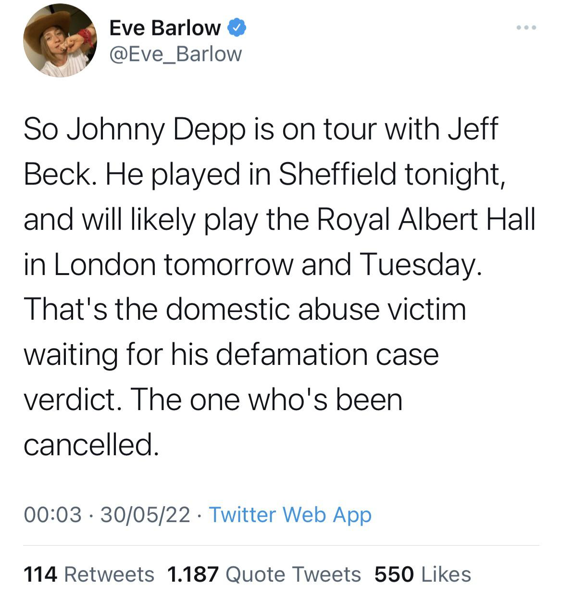 Eve Barlow
@Eve_Barlow
So Johnny Depp is on tour with Jeff
Beck. He played in Sheffield tonight,
and will likely play the Royal Albert Hall
in London tomorrow and Tuesday.
That's the domestic abuse victim
waiting for his defamation case
verdict. The one who's been
cancelled.
00:03 · 30/05/22 · Twitter Web App
114 Retweets 1.187 Quote Tweets 550 Likes